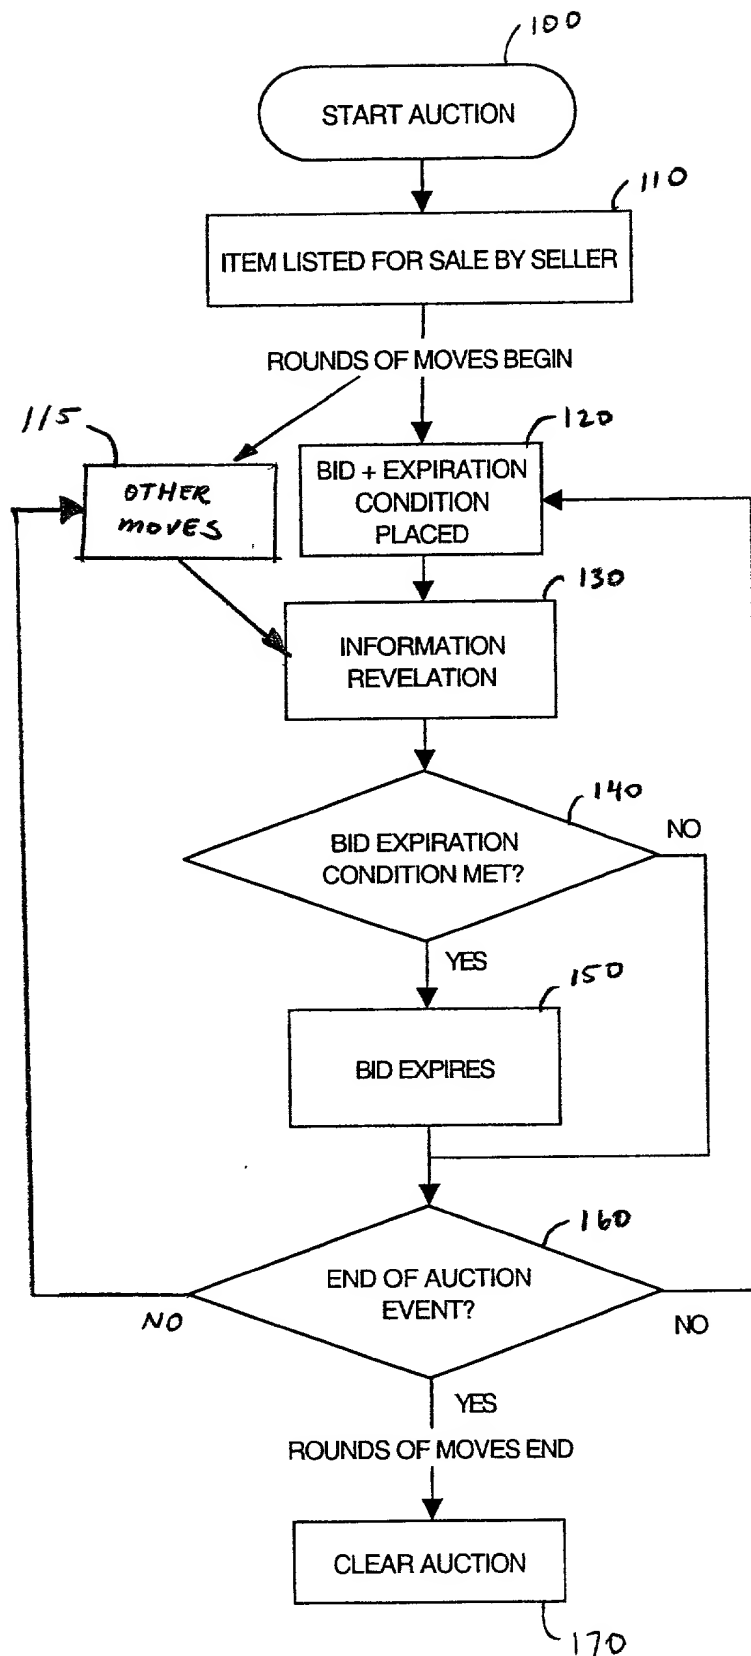 100
START AUCTION
110
ITEM LISTED FOR SALE BY SELLER
ROUNDS OF MOVES BEGIN
115
OTHER
MOVES
120
BID + EXPIRATION
CONDITION
PLACED
130
INFORMATION
REVELATION
140
BID EXPIRATION
CONDITION MET?
NO
YES
150
BID EXPIRES
160
END OF AUCTION
EVENT?
NO
NO
YES
ROUNDS OF MOVES END
CLEAR AUCTION
170